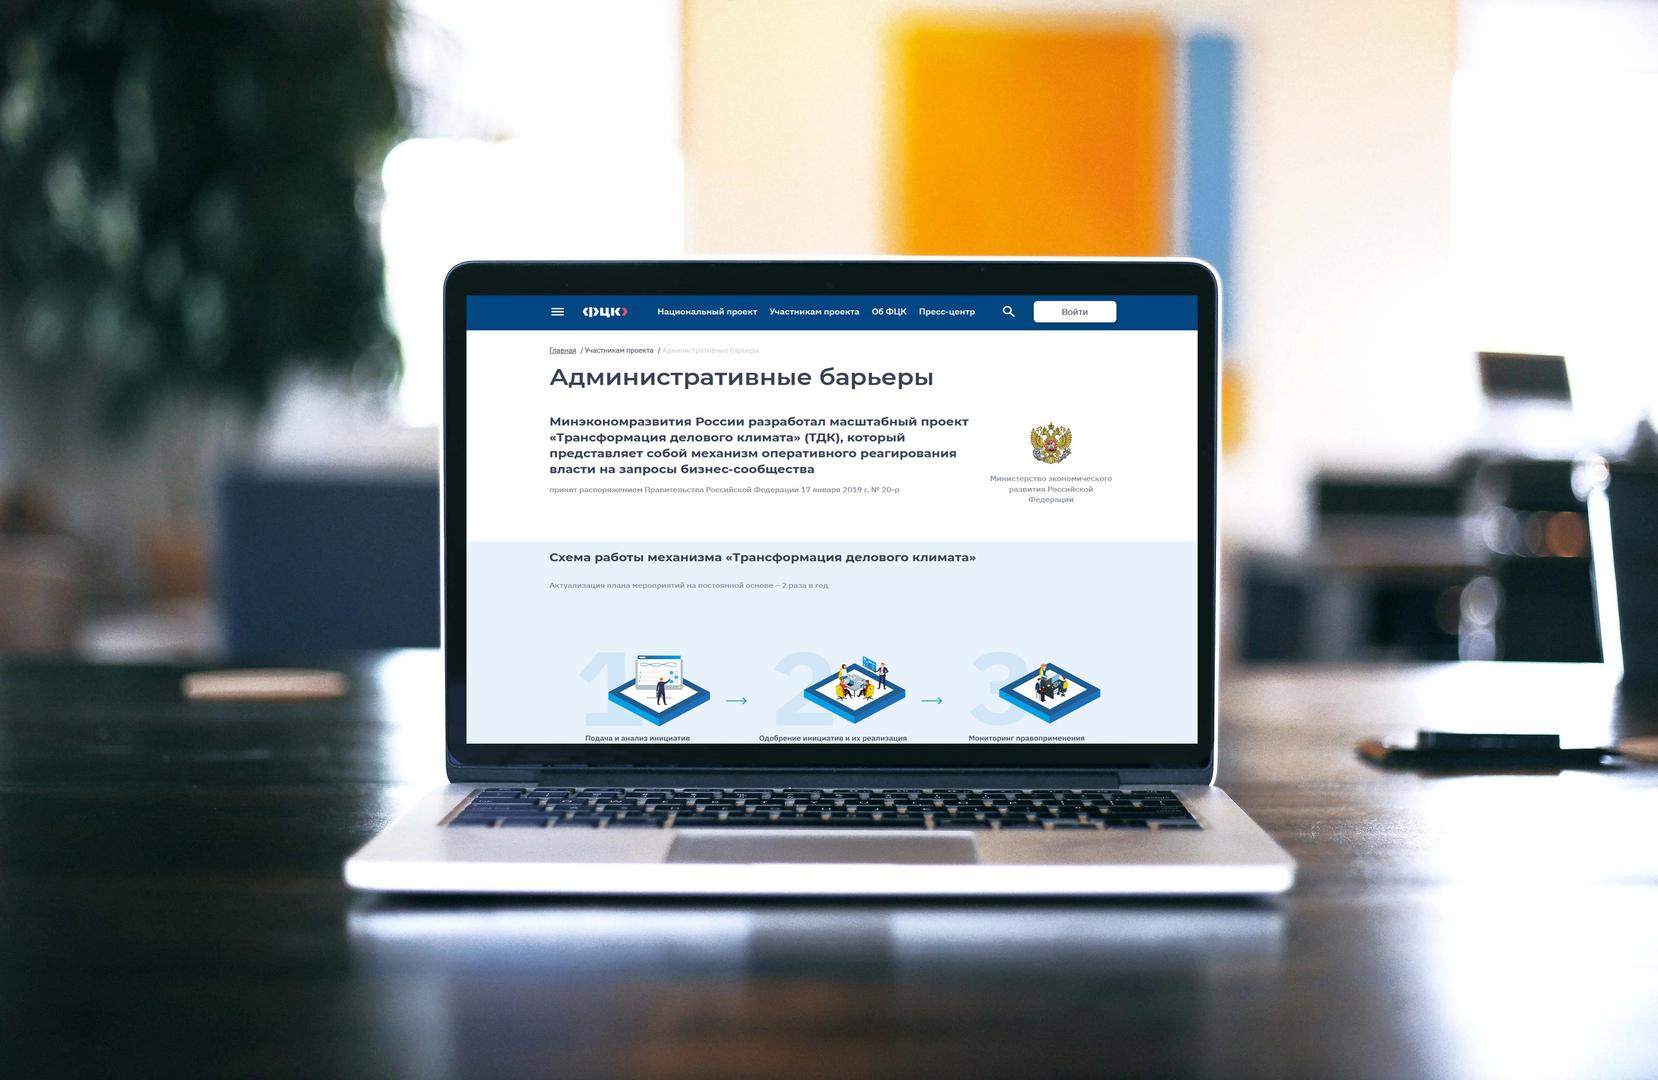 ФЦК
Национальный проект
Участникам проекта
Об ФЦК
Пресс-центр
Войти
Главная / Участникам проекта / Административные барьеры
Административные барьеры
Минэкономразвития России разработал масштабный проект
«Трансформация делового климата» (ТДК), который
представляет собой механизм оперативного реагирования
власти на запросы бизнес-сообщества
принят распоряжением Правительства Российской Федерации 17 января 2019 г. № 20-р
Министерство экономического
развития Российской
Федерации
Схема работы механизма «Трансформация делового климата»
Актуализация плана мероприятий на постоянной основе – 2 раза в год
1
2
3
Подача и анализ инициатив
Одобрение инициатив и их реализация
Мониторинг правоприменения